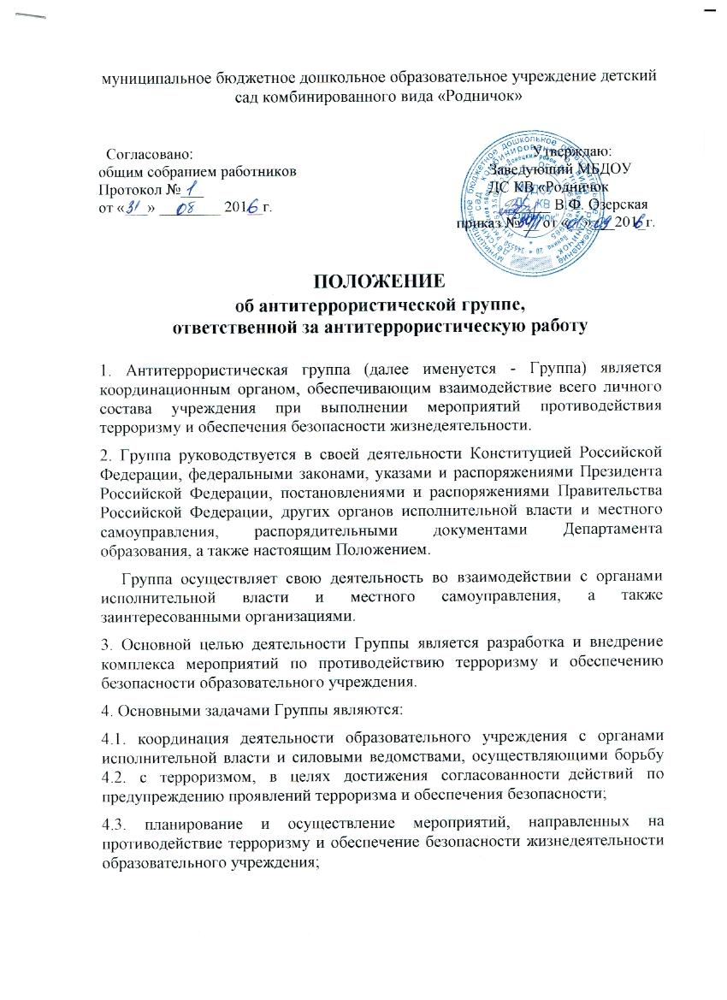 муниципальное бюджетное дошкольное образовательное учреждение детский
сад комбинированного вида «Родничок»
Согласовано:
общим собранием работников
Протокол № 1
от «31» 08 2016 г.
Утверждаю:
Заведующий МБДОУ
ДС КВ «Родничок
В.Ф. Озерская
приказ № от «01» 09 2016 г.
ПОЛОЖЕНИЕ
об антитеррористической группе,
ответственной за антитеррористическую работу
1. Антитеррористическая группа (далее именуется - Группа) является
координационным органом, обеспечивающим взаимодействие всего личного
состава учреждения при выполнении мероприятий противодействия
терроризму и обеспечения безопасности жизнедеятельности.
2. Группа руководствуется в своей деятельности Конституцией Российской
Федерации, федеральными законами, указами и распоряжениями Президента
Российской Федерации, постановлениями и распоряжениями Правительства
Российской Федерации, других органов исполнительной власти и местного
самоуправления, распорядительными документами Департамента
образования, а также настоящим Положением.
Группа осуществляет свою деятельность во взаимодействии с органами
исполнительной власти и местного самоуправления, а также
заинтересованными организациями.
3. Основной целью деятельности Группы является разработка и внедрение
комплекса мероприятий по противодействию терроризму и обеспечению
безопасности образовательного учреждения.
4. Основными задачами Группы являются:
4.1. координация деятельности образовательного учреждения с органами
исполнительной власти и силовыми ведомствами, осуществляющими борьбу
4.2. с терроризмом, в целях достижения согласованности действий по
предупреждению проявлений терроризма и обеспечения безопасности;
4.3. планирование и осуществление мероприятий, направленных на
противодействие терроризму и обеспечение безопасности жизнедеятельности
образовательного учреждения;